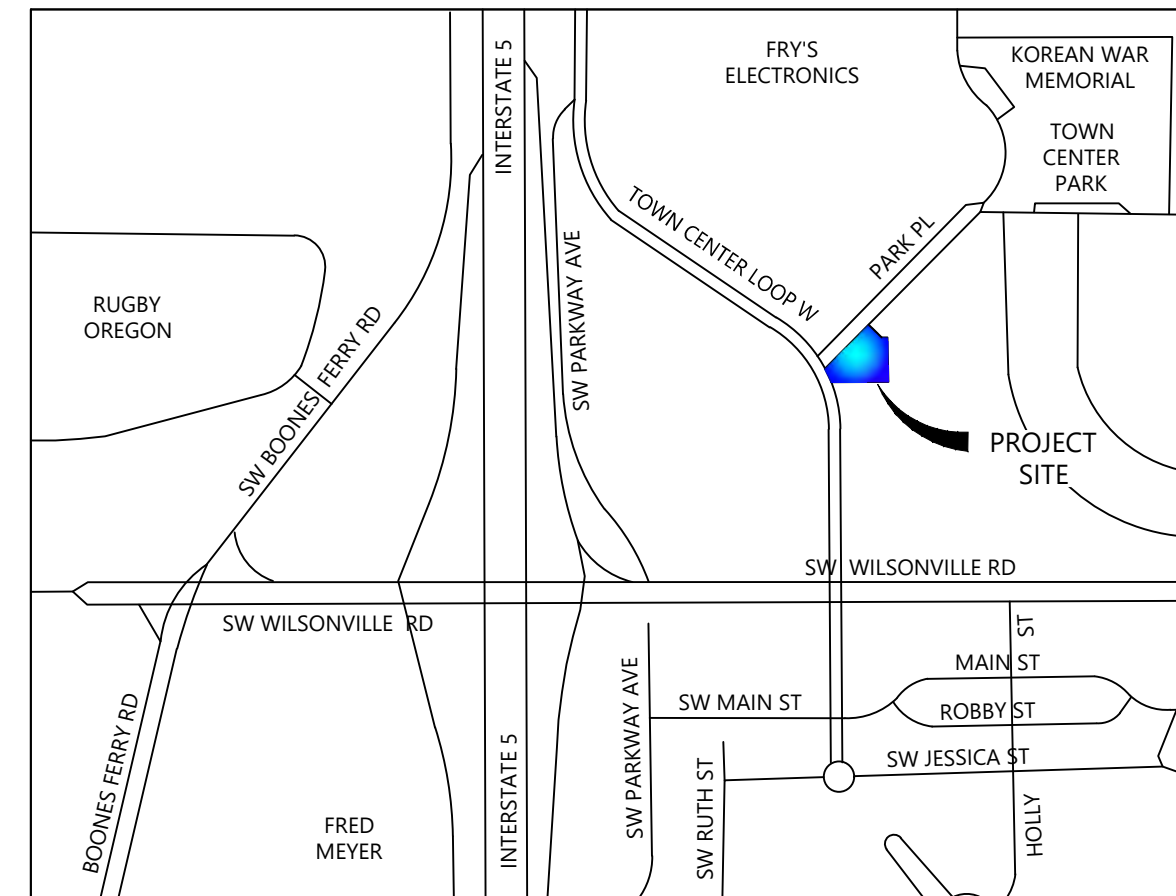 FRY'S
ELECTRONICS
KOREAN WAR
MEMORIAL
TOWN
CENTER
PARK
INTERSTATE 5
TOWN CENTER LOOP W
PARK PL
SW PARKWAY AVE
RUGBY
OREGON
SW BOONES FERRY RD
PROJECT
SITE
SW WILSONVILLE RD
SW WILSONVILLE RD
ST
MAIN ST
SW MAIN ST
ROBBY ST
SW JESSICA ST
SW PARKWAY AVE
SW RUTH ST
HOLLY
BOONES FERRY RD
INTERSTATE 5
FRED
MEYER